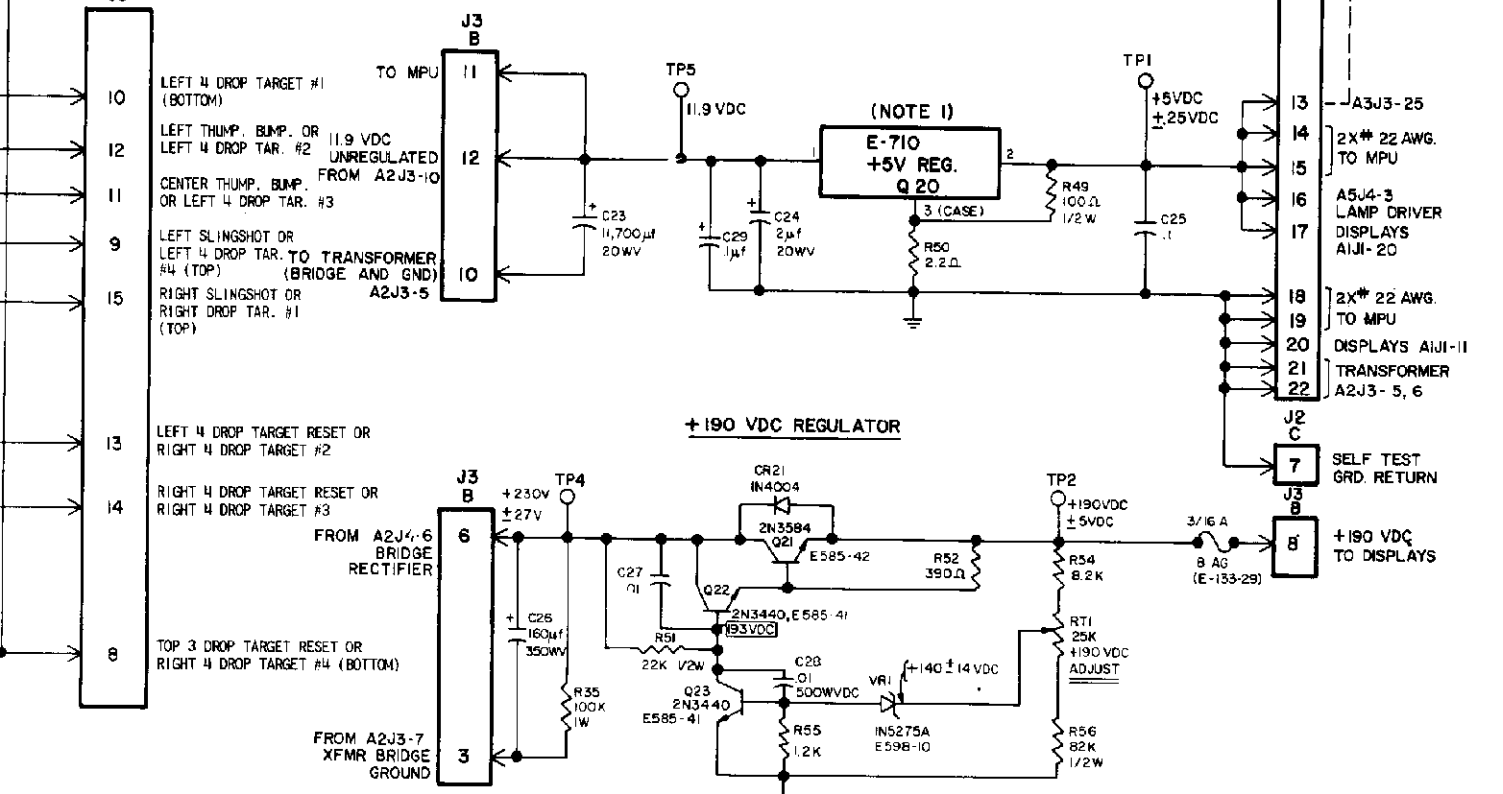 10
LEFT 4 DROP TARGET #1
(BOTTOM)
12
LEFT THUMP. BUMP. OR
LEFT 4 DROP TAR. #2
11
CENTER THUMP. BUMP.
OR LEFT 4 DROP TAR. #3
9
LEFT SLINGSHOT OR
LEFT 4 DROP TAR.
#4 (TOP)
15
RIGHT SLINGSHOT OR
RIGHT DROP TAR. #1
(TOP)
13
LEFT 4 DROP TARGET RESET OR
RIGHT 4 DROP TARGET #2
14
RIGHT 4 DROP TARGET RESET OR
RIGHT 4 DROP TARGET #3
8
TOP 3 DROP TARGET RESET OR
RIGHT 4 DROP TARGET #4 (BOTTOM)
J3
B
TO MPU
11
11.9 VDC
UNREGULATED
FROM A2J3-10
12
TO TRANSFORMER
(BRIDGE AND GND)
A2J3-5
10
C23
11,700µf
20WV
TP5
11.9 VDC
C29
.1µf
C24
2µf
20WV
(NOTE 1)
1
E-710
+5V REG.
Q 20
2
3 (CASE)
R50
2.2Ω
R49
100Ω
1/2 W
TP1
+5VDC
±.25VDC
C25
.1
13
A3J3-25
14
15
2X# 22 AWG.
TO MPU
16
A5J4-3
LAMP DRIVER
17
DISPLAYS
A1J1-20
18
19
2X# 22 AWG.
TO MPU
20
DISPLAYS A1J1-11
21
22
TRANSFORMER
A2J3-5, 6
J2
C
7
SELF TEST
GRD. RETURN
J3
B
8
+190 VDC
TO DISPLAYS
+190 VDC REGULATOR
J3
B
FROM A2J4-6
BRIDGE
RECTIFIER
6
FROM A2J3-7
XFMR BRIDGE
GROUND
3
+230V
±27V
TP4
C26
160µf
350WV
R35
100K
1W
C27
.01
CR21
1N4004
2N3584
Q21
E585-42
Q22
2N3440, E585-41
193VDC
R51
22K 1/2W
R52
390Ω
C28
.01
500WVDC
Q23
2N3440
E585-41
R55
1.2K
VR1
+140 ±14 VDC
1N5275A
E598-10
TP2
+190VDC
±5VDC
R54
8.2K
RT1
25K
+190 VDC
ADJUST
R56
82K
1/2W
3/16 A
8 AG
(E-133-29)